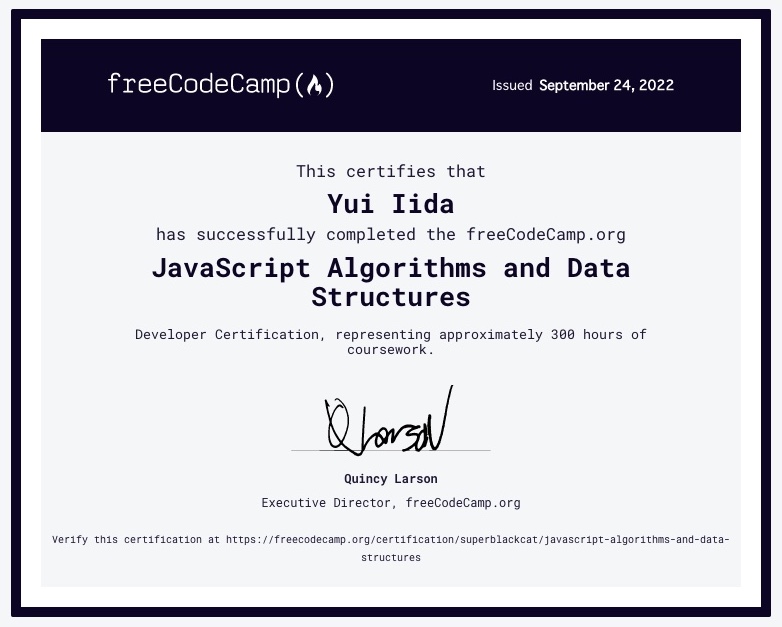 freeCodeCamp
Issued September 24, 2022
This certifies that
Yui Iida
has successfully completed the freeCodeCamp.org
JavaScript Algorithms and Data
Structures
Developer Certification, representing approximately 300 hours of
coursework.
Q Larson
Quincy Larson
Executive Director, freeCodeCamp.org
Verify this certification at https://freecodecamp.org/certification/superblackcat/javascript-algorithms-and-data-
structures